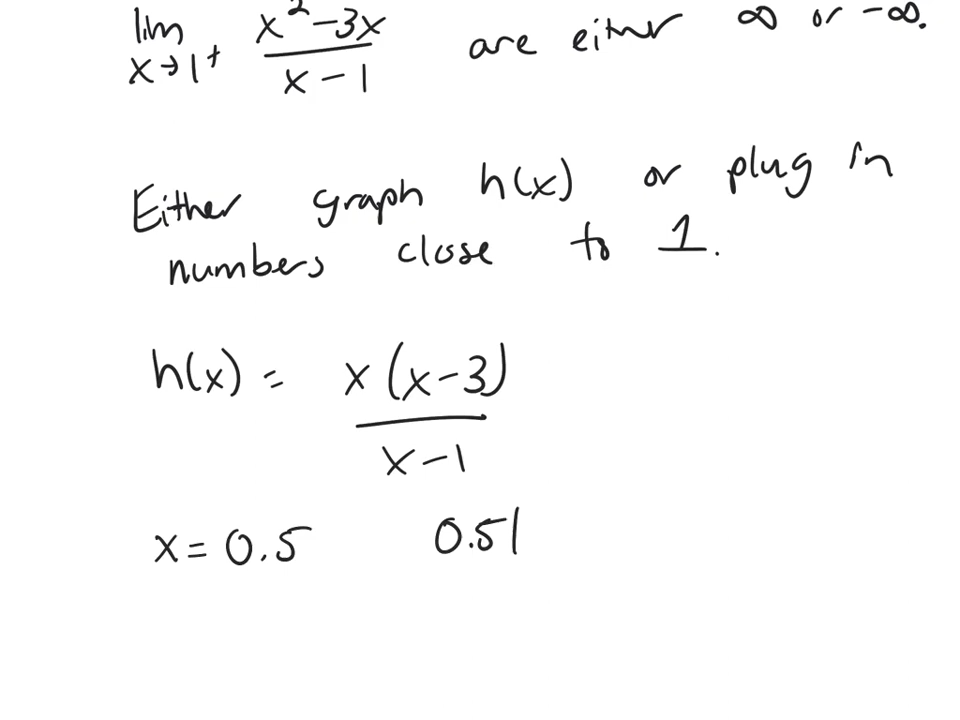 lim x→1⁺ (x² - 3x)/(x - 1) are either ∞ or -∞.
Either graph h(x) or plug in
numbers close to 1.
h(x) = x(x-3)/(x-1)
x = 0.5 0.5(